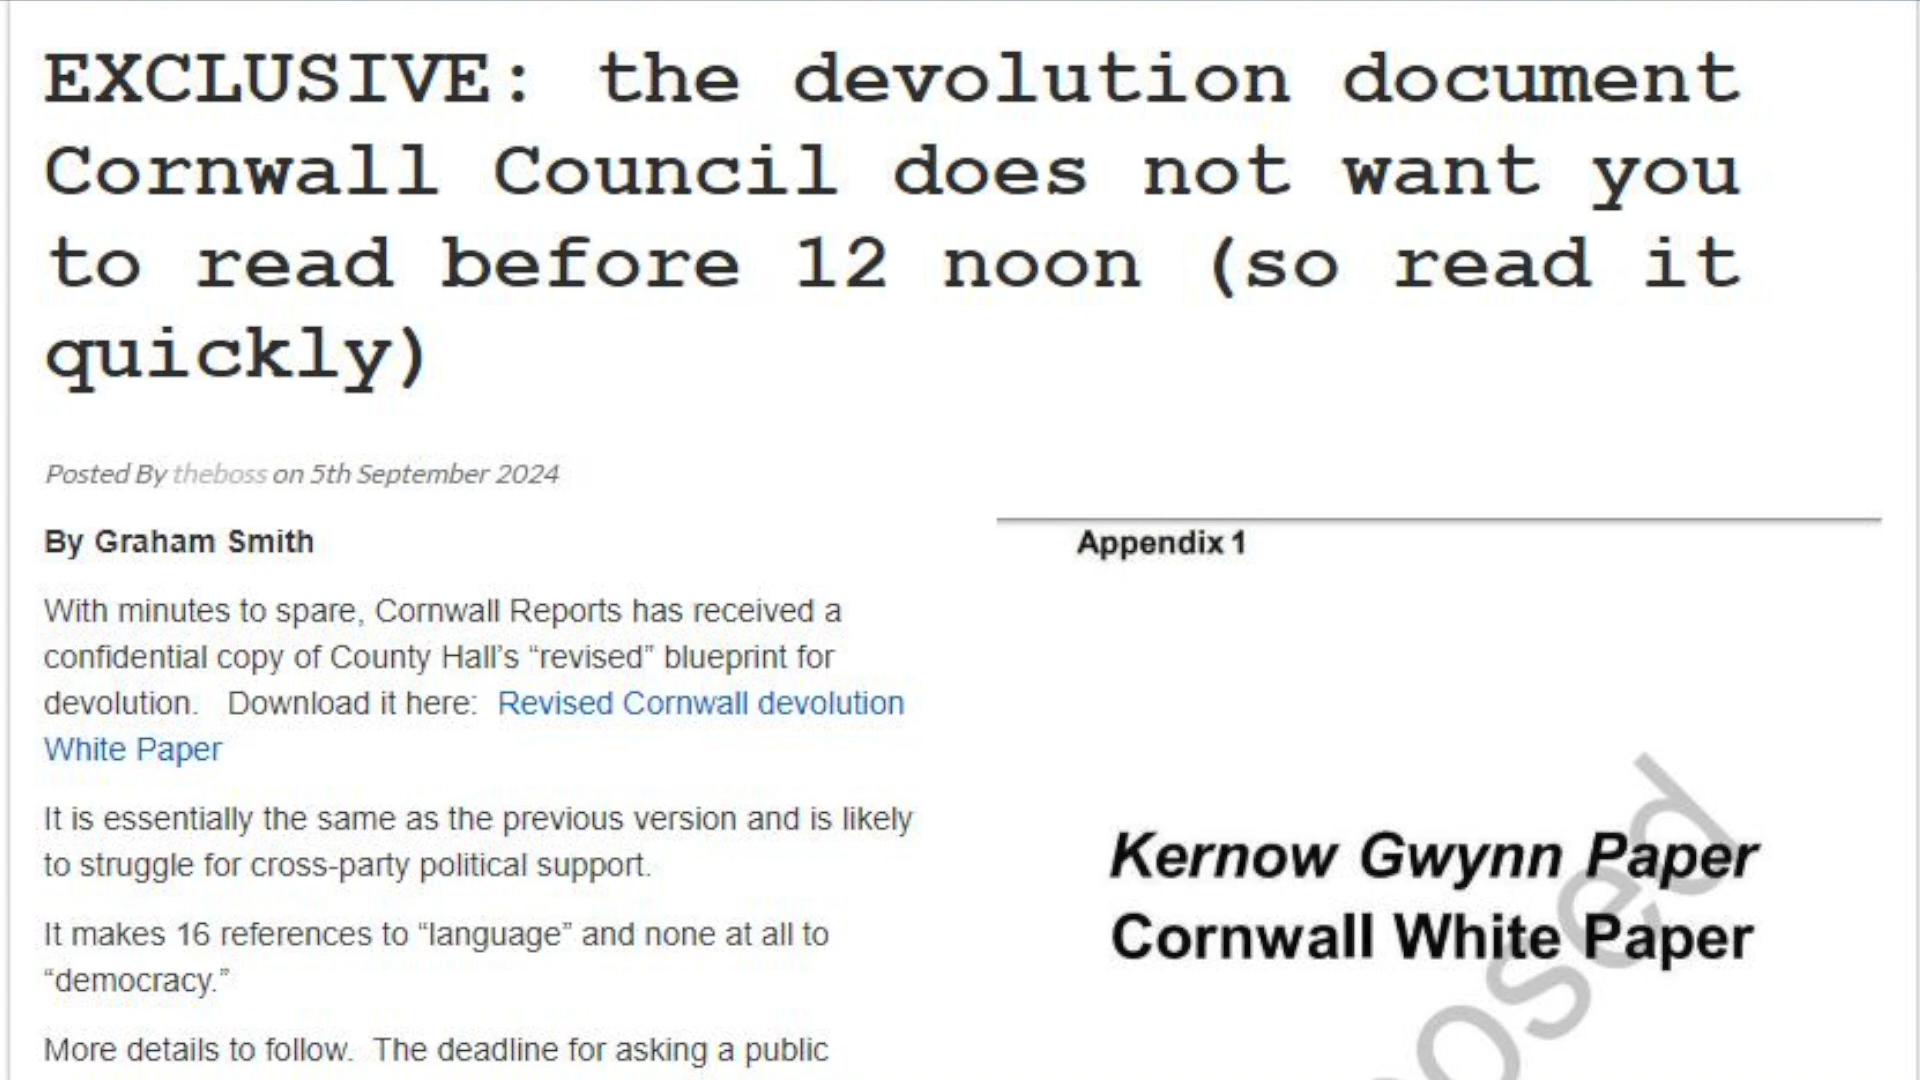 EXCLUSIVE: the devolution document
Cornwall Council does not want you
to read before 12 noon (so read it
quickly)
Posted By theboss on 5th September 2024
By Graham Smith
With minutes to spare, Cornwall Reports has received a
confidential copy of County Hall’s “revised” blueprint for
devolution.   Download it here:  Revised Cornwall devolution
White Paper
It is essentially the same as the previous version and is likely
to struggle for cross-party political support.
It makes 16 references to “language” and none at all to
“democracy.”
More details to follow.  The deadline for asking a public
Appendix 1
Kernow Gwynn Paper
Cornwall White Paper
osed